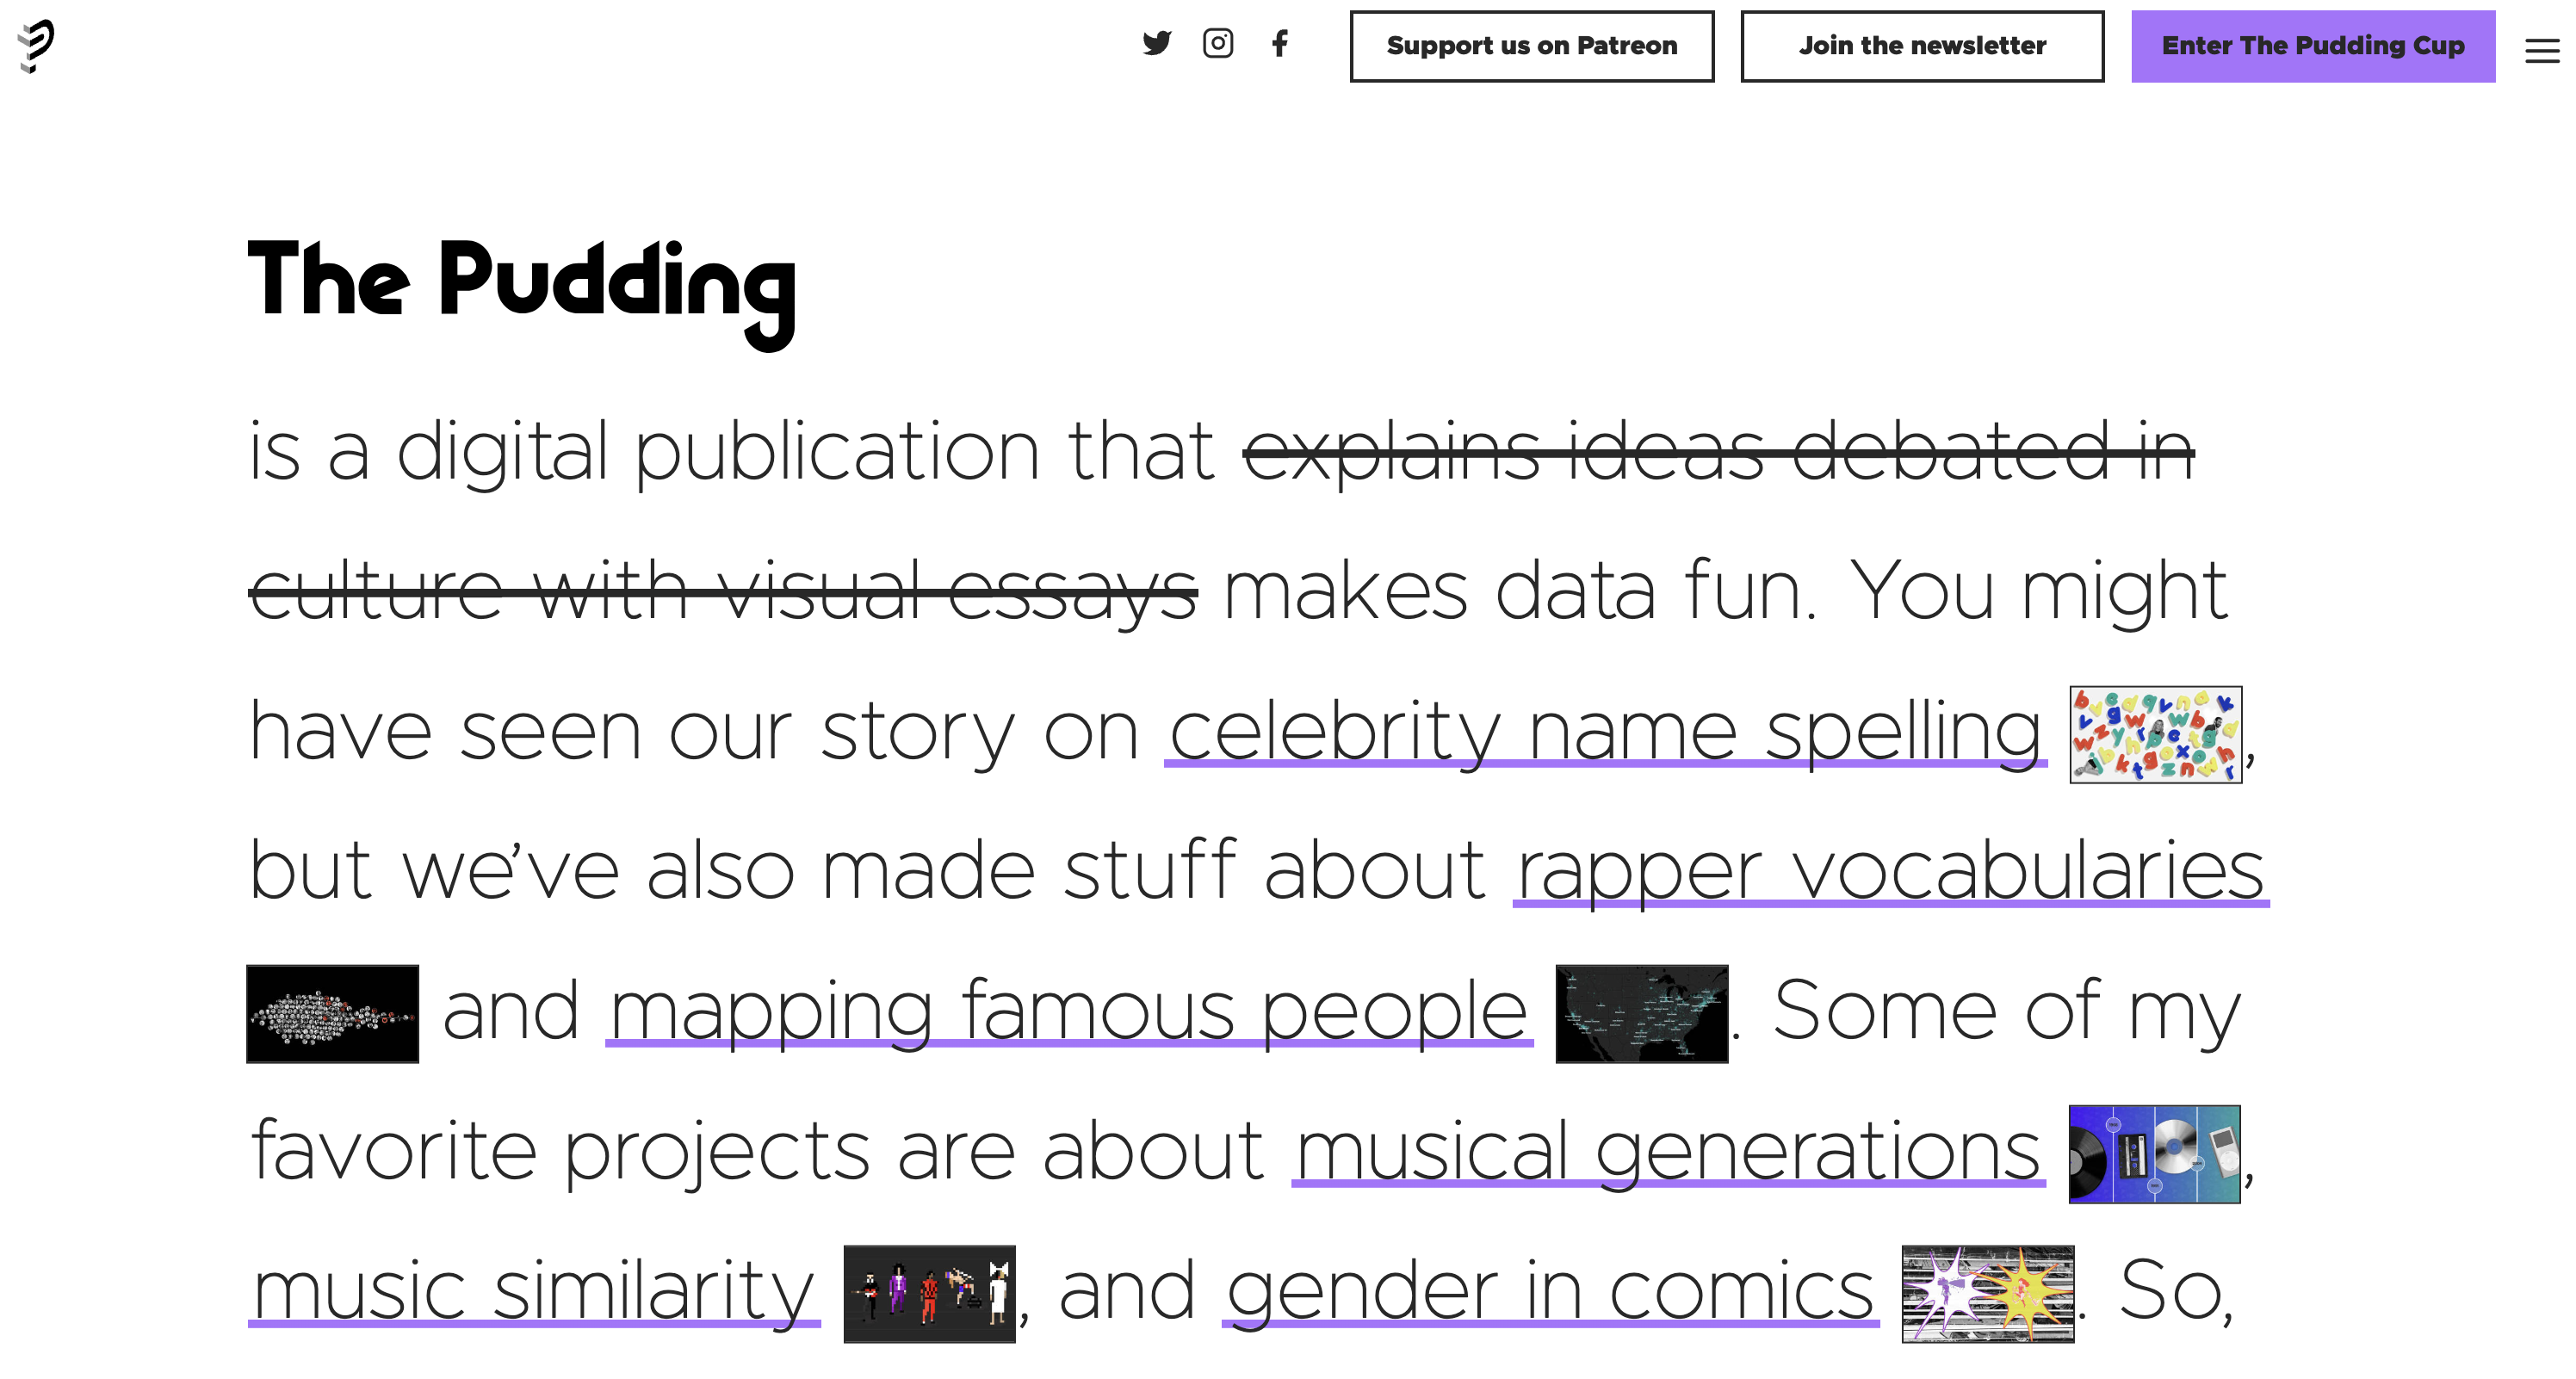 Support us on Patreon
Join the newsletter
Enter The Pudding Cup
The Pudding
is a digital publication that explains ideas debated in
culture with visual essays makes data fun. You might
have seen our story on celebrity name spelling ,
but we’ve also made stuff about rapper vocabularies
and mapping famous people . Some of my
favorite projects are about musical generations ,
music similarity , and gender in comics . So,